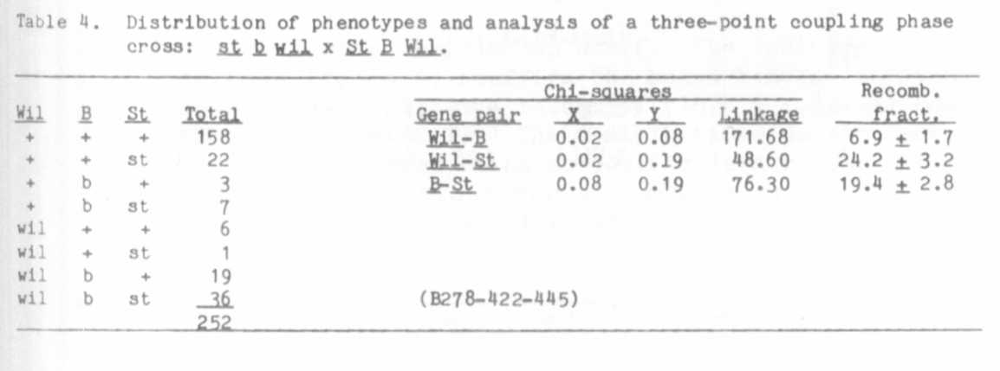 Table 4. Distribution of phenotypes and analysis of a three-point coupling phase
cross: st b wil x St B Wil.
Chi-squares Recomb.
Wil B St Total Gene pair X Y Linkage fract.
+ + + 158 Wil-B 0.02 0.08 171.68 6.9 ± 1.7
+ + st 22 Wil-St 0.02 0.19 48.60 24.2 ± 3.2
+ b + 3 B-St 0.08 0.19 76.30 19.4 ± 2.8
+ b st 7
wil + + 6
wil + st 1
wil b + 19
wil b st 36 (B278-422-445)
252